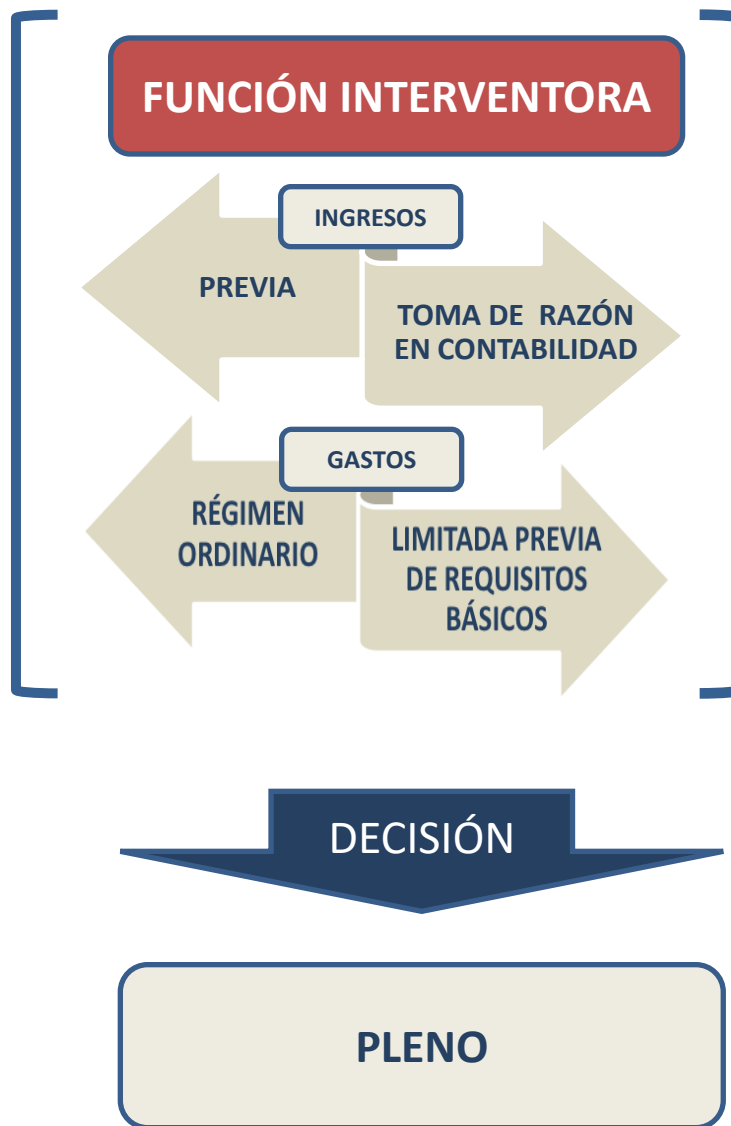 FUNCIÓN INTERVENTORA
INGRESOS
PREVIA
TOMA DE RAZÓN
EN CONTABILIDAD
GASTOS
RÉGIMEN
ORDINARIO
LIMITADA PREVIA
DE REQUISITOS
BÁSICOS
DECISIÓN
PLENO